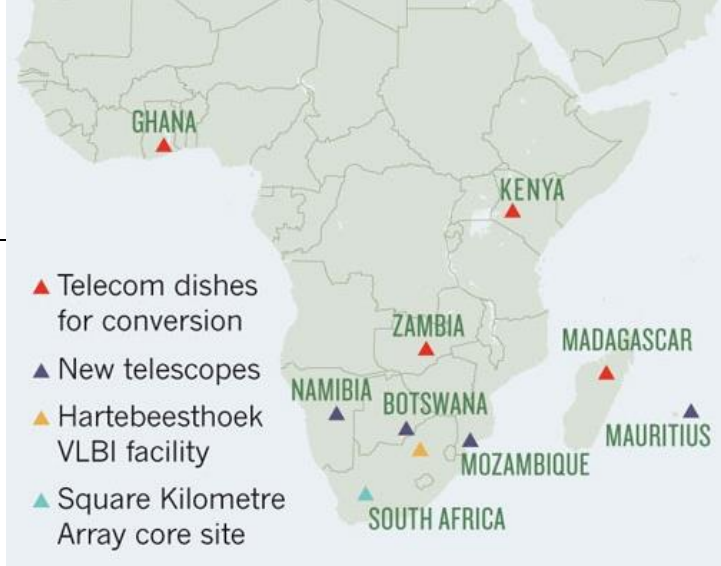 GHANA
KENYA
Telecom dishes
for conversion
ZAMBIA
MADAGASCAR
New telescopes
NAMIBIA
BOTSWANA
Hartebeesthoek
VLBI facility
MAURITIUS
MOZAMBIQUE
Square Kilometre
Array core site
SOUTH AFRICA